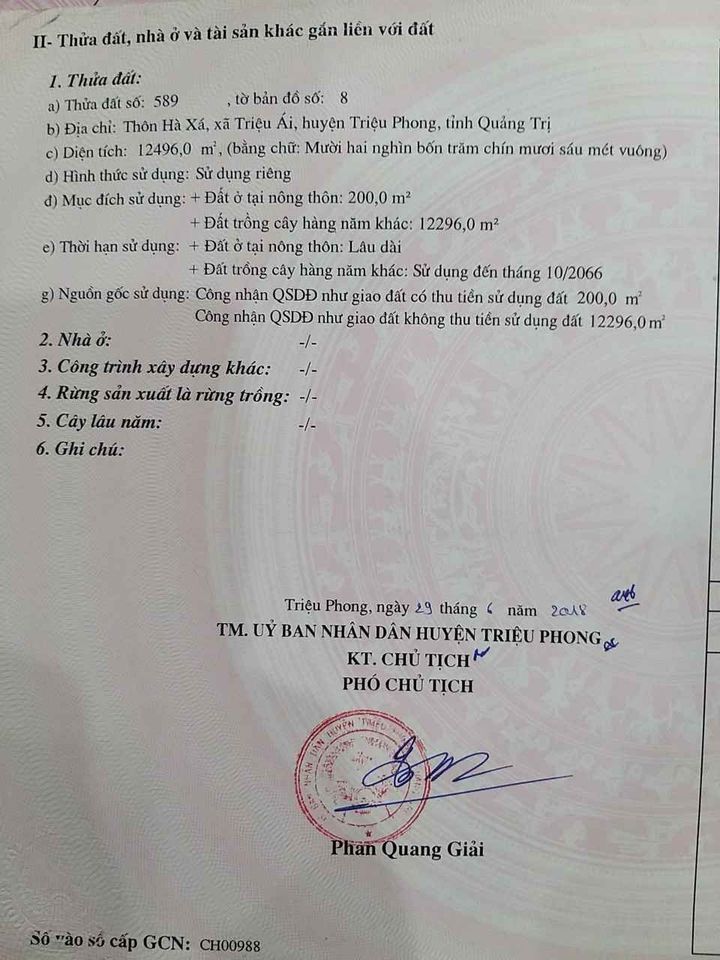 II- Thửa đất, nhà ở và tài sản khác gắn liền với đất
1. Thửa đất:
a) Thửa đất số: 589 , tờ bản đồ số: 8
b) Địa chỉ: Thôn Hà Xá, xã Triệu Ái, huyện Triệu Phong, tỉnh Quảng Trị
c) Diện tích: 12496,0 m², (bằng chữ: Mười hai nghìn bốn trăm chín mươi sáu mét vuông)
d) Hình thức sử dụng: Sử dụng riêng
đ) Mục đích sử dụng: + Đất ở tại nông thôn: 200,0 m²
+ Đất trồng cây hàng năm khác: 12296,0 m²
e) Thời hạn sử dụng: + Đất ở tại nông thôn: Lâu dài
+ Đất trồng cây hàng năm khác: Sử dụng đến tháng 10/2066
g) Nguồn gốc sử dụng: Công nhận QSDĐ như giao đất có thu tiền sử dụng đất 200,0 m²
Công nhận QSDĐ như giao đất không thu tiền sử dụng đất 12296,0 m²
2. Nhà ở: -/-
3. Công trình xây dựng khác: -/-
4. Rừng sản xuất là rừng trồng: -/-
5. Cây lâu năm: -/-
6. Ghi chú:
Triệu Phong, ngày 29 tháng 6 năm 2018
TM. UỶ BAN NHÂN DÂN HUYỆN TRIỆU PHONG
KT. CHỦ TỊCH
PHÓ CHỦ TỊCH
Phan Quang Giải
Số vào sổ cấp GCN: CH00988